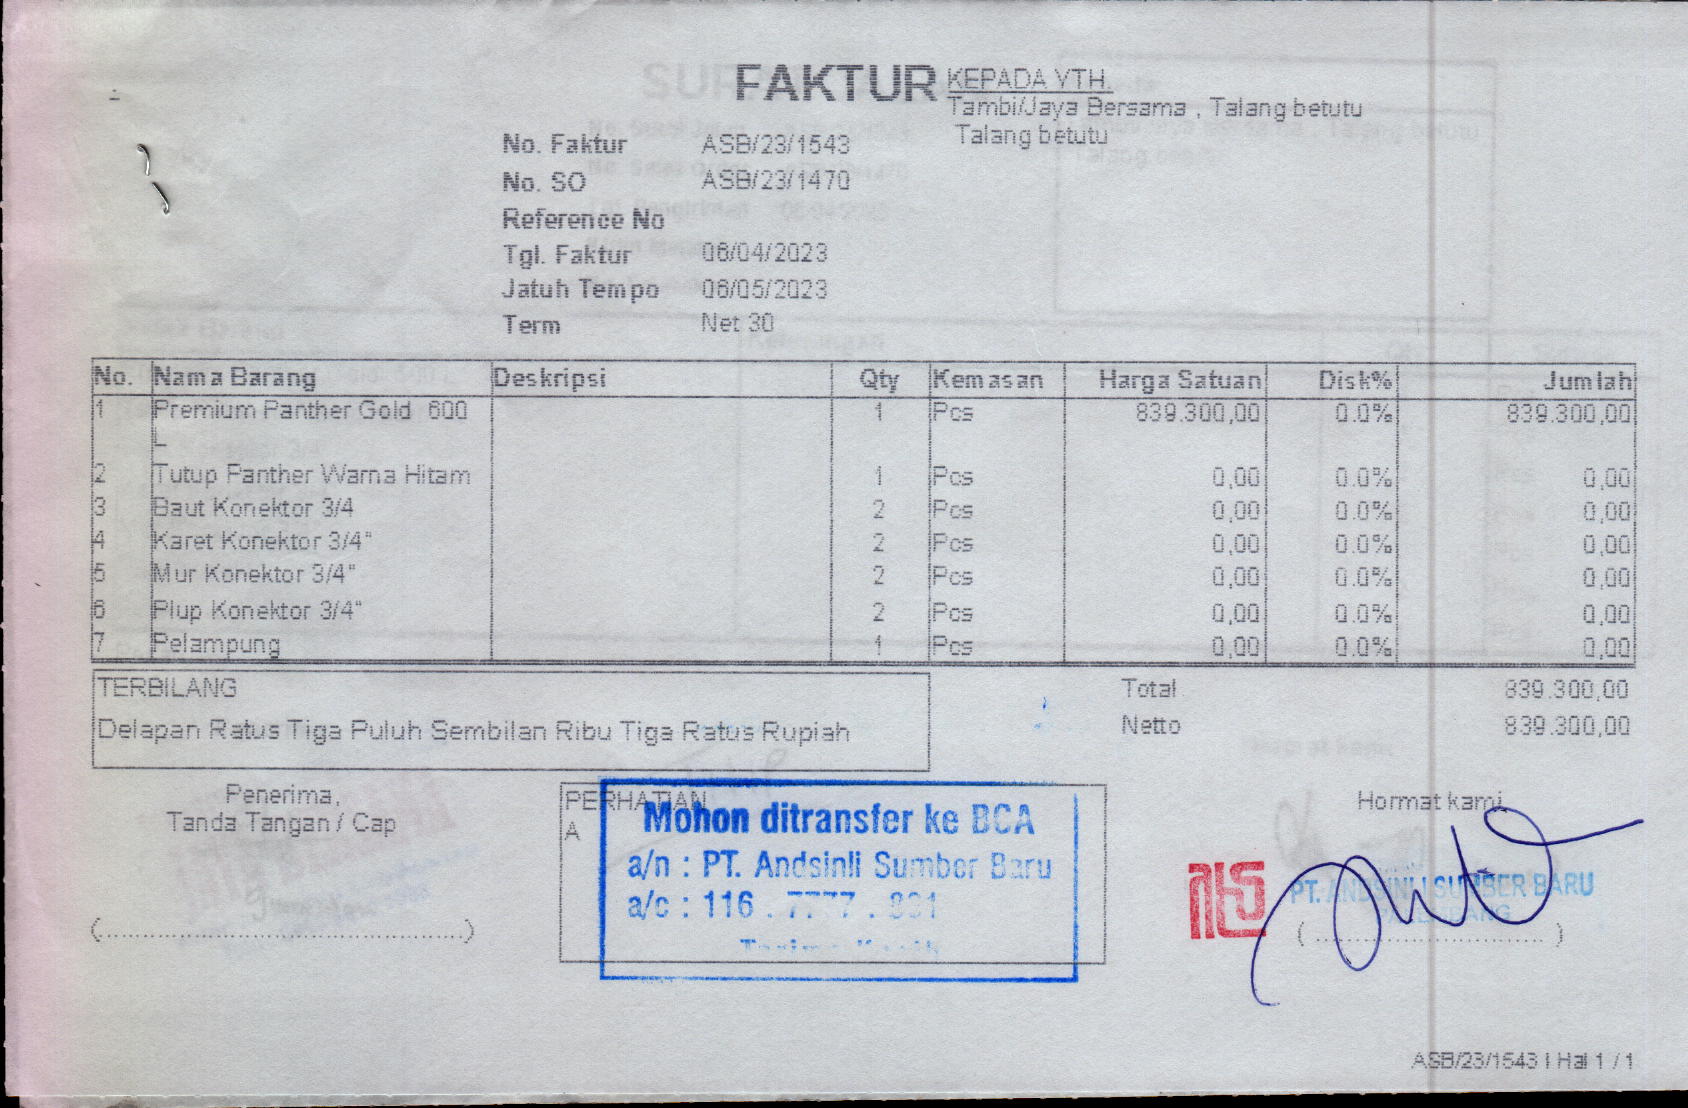 FAKTUR
KEPADA YTH.
Tambi/Jaya Bersama , Talang betutu
Talang betutu
No. Faktur ASB/23/1543
No. SO ASB/23/1470
Reference No
Tgl. Faktur 06/04/2023
Jatuh Tempo 06/05/2023
Term Net 30
No. Nama Barang Deskripsi Qty Kemasan Harga Satuan Disk% Jumlah
1 Premium Panther Gold 600 1 Pcs 839.300,00 0.0% 839.300,00
L
2 Tutup Panther Warna Hitam 1 Pcs 0,00 0.0% 0,00
3 Baut Konektor 3/4 2 Pcs 0,00 0.0% 0,00
4 Karet Konektor 3/4" 2 Pcs 0,00 0.0% 0,00
5 Mur Konektor 3/4" 2 Pcs 0,00 0.0% 0,00
6 Plup Konektor 3/4" 2 Pcs 0,00 0.0% 0,00
7 Pelampung 1 Pcs 0,00 0.0% 0,00
TERBILANG
Delapan Ratus Tiga Puluh Sembilan Ribu Tiga Ratus Rupiah
Total 839.300,00
Netto 839.300,00
Penerima,
Tanda Tangan / Cap
(................................................)
PERHATIAN
A
Mohon ditransfer ke BCA
a/n : PT. Andsinli Sumber Baru
a/c : 116 . 7777 .
Terima Kasih
Hormat kami
PT. ANDSINLI SUMBER BARU
PALEMBANG
( .............................. )
ASB/23/1543 | Hal 1 / 1